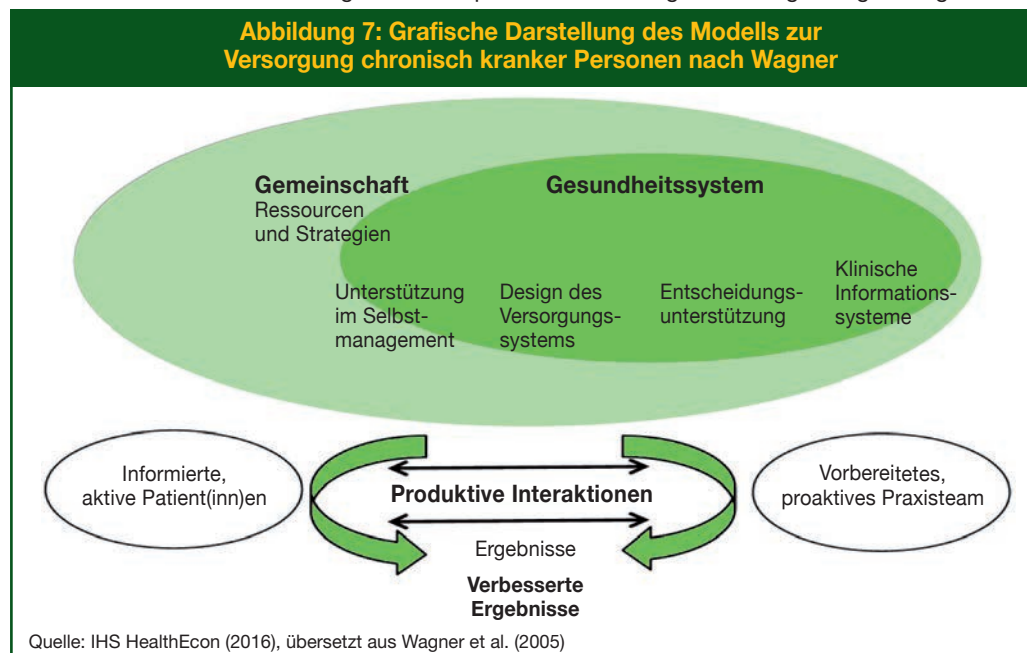 Abbildung 7: Grafische Darstellung des Modells zur
Versorgung chronisch kranker Personen nach Wagner
Gemeinschaft
Ressourcen
und Strategien
Gesundheitssystem
Unterstützung
im Selbst-
management
Design des
Versorgungs-
systems
Entscheidungs-
unterstützung
Klinische
Informations-
systeme
Informierte,
aktive Patient(inn)en
Produktive Interaktionen
Vorbereitetes,
proaktives Praxisteam
Ergebnisse
Verbesserte
Ergebnisse
Quelle: IHS HealthEcon (2016), übersetzt aus Wagner et al. (2005)